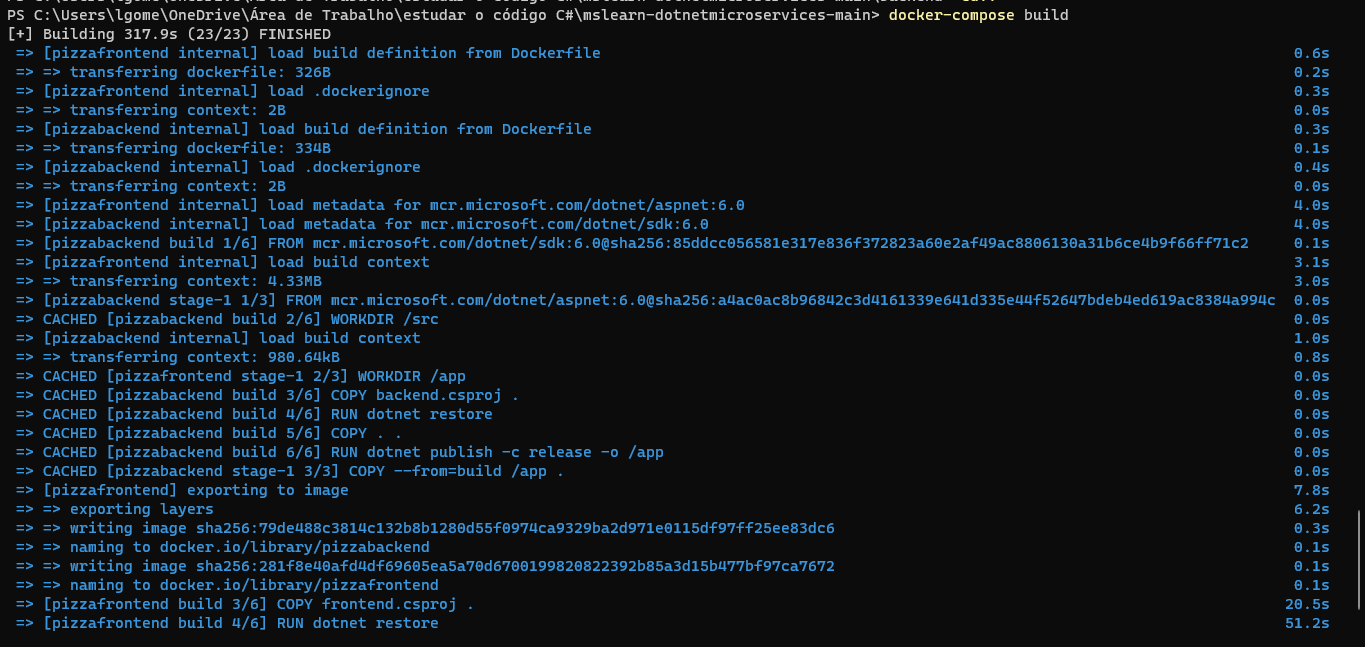 PS C:\Users\lgome\OneDrive\Área de Trabalho\estudar o código C#\mslearn-dotnetmicroservices-main> docker-compose build
[+] Building 317.9s (23/23) FINISHED
=> [pizzafrontend internal] load build definition from Dockerfile 0.6s
=> => transferring dockerfile: 326B 0.2s
=> [pizzafrontend internal] load .dockerignore 0.3s
=> => transferring context: 2B 0.0s
=> [pizzabackend internal] load build definition from Dockerfile 0.3s
=> => transferring dockerfile: 334B 0.1s
=> [pizzabackend internal] load .dockerignore 0.4s
=> => transferring context: 2B 0.0s
=> [pizzafrontend internal] load metadata for mcr.microsoft.com/dotnet/aspnet:6.0 4.0s
=> [pizzabackend internal] load metadata for mcr.microsoft.com/dotnet/sdk:6.0 4.0s
=> [pizzabackend build 1/6] FROM mcr.microsoft.com/dotnet/sdk:6.0@sha256:85ddcc056581e317e836f372823a60e2af49ac8806130a31b6ce4b9f66ff71c2 0.1s
=> [pizzafrontend internal] load build context 3.1s
=> => transferring context: 4.33MB 3.0s
=> [pizzabackend stage-1 1/3] FROM mcr.microsoft.com/dotnet/aspnet:6.0@sha256:a4ac0ac8b96842c3d4161339e641d335e44f52647bdeb4ed619ac8384a994c 0.0s
=> CACHED [pizzabackend build 2/6] WORKDIR /src 0.0s
=> [pizzabackend internal] load build context 1.0s
=> => transferring context: 980.64kB 0.8s
=> CACHED [pizzafrontend stage-1 2/3] WORKDIR /app 0.0s
=> CACHED [pizzabackend build 3/6] COPY backend.csproj . 0.0s
=> CACHED [pizzabackend build 4/6] RUN dotnet restore 0.0s
=> CACHED [pizzabackend build 5/6] COPY . . 0.0s
=> CACHED [pizzabackend build 6/6] RUN dotnet publish -c release -o /app 0.0s
=> CACHED [pizzabackend stage-1 3/3] COPY --from=build /app . 0.0s
=> [pizzafrontend] exporting to image 7.8s
=> => exporting layers 6.2s
=> => writing image sha256:79de488c3814c132b8b1280d55f0974ca9329ba2d971e0115df97ff25ee83dc6 0.3s
=> => naming to docker.io/library/pizzabackend 0.1s
=> => writing image sha256:281f8e40afd4df69605ea5a70d6700199820822392b85a3d15b477bf97ca7672 0.1s
=> => naming to docker.io/library/pizzafrontend 0.1s
=> [pizzafrontend build 3/6] COPY frontend.csproj . 20.5s
=> [pizzafrontend build 4/6] RUN dotnet restore 51.2s